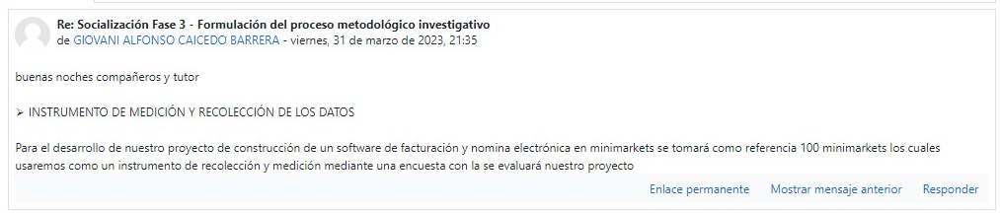 Re: Socialización Fase 3 - Formulación del proceso metodológico investigativo
de GIOVANI ALFONSO CAICEDO BARRERA - viernes, 31 de marzo de 2023, 21:35
buenas noches compañeros y tutor
➢ INSTRUMENTO DE MEDICIÓN Y RECOLECCIÓN DE LOS DATOS
Para el desarrollo de nuestro proyecto de construcción de un software de facturación y nomina electrónica en minimarkets se tomará como referencia 100 minimarkets los cuales
usaremos como un instrumento de recolección y medición mediante una encuesta con la se evaluará nuestro proyecto
Enlace permanente Mostrar mensaje anterior Responder